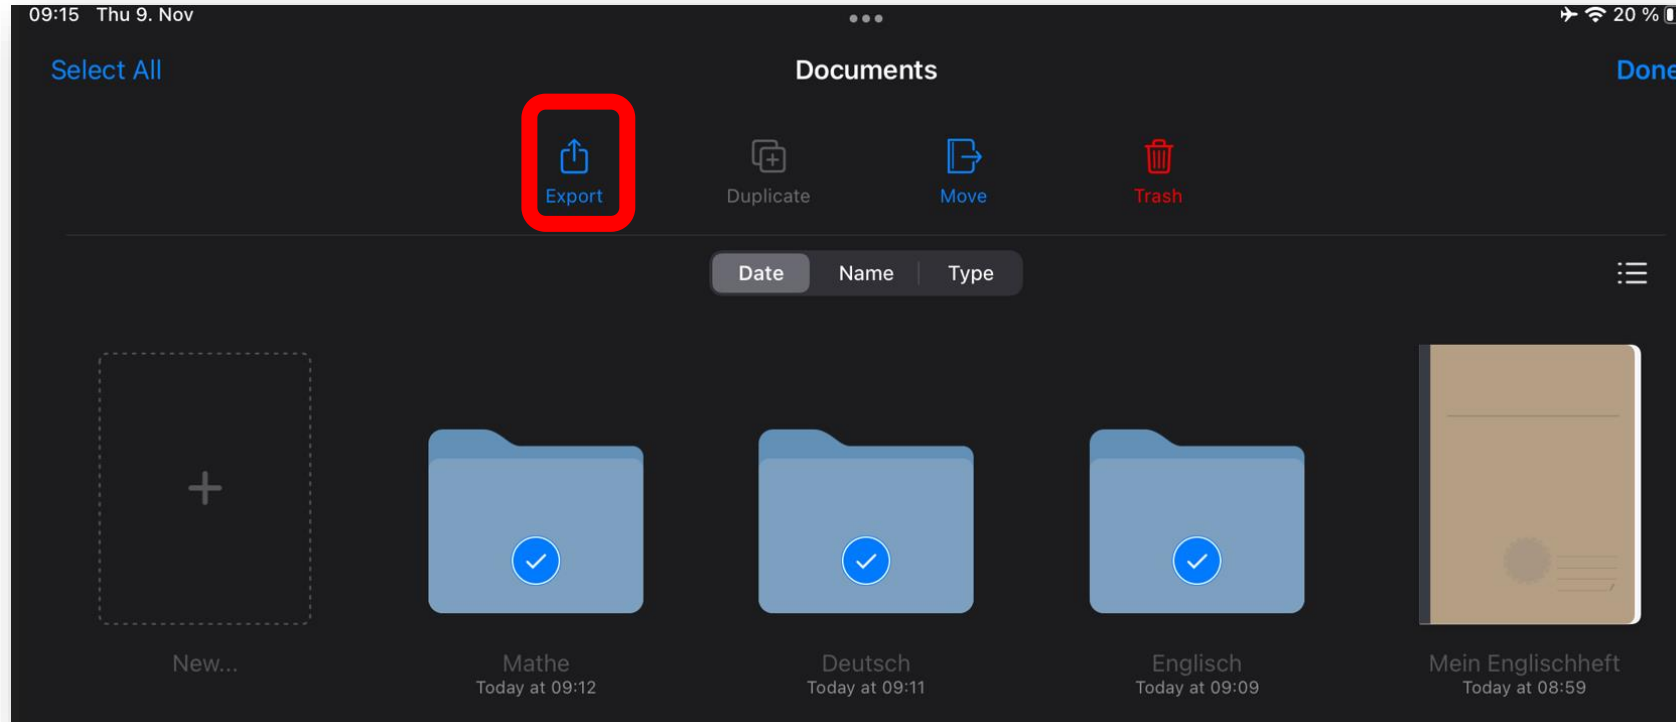 09:15 Thu 9. Nov
20 %
Select All
Documents
Done
Export
Duplicate
Move
Trash
Date
Name
Type
New...
Mathe
Today at 09:12
Deutsch
Today at 09:11
Englisch
Today at 09:09
Mein Englischheft
Today at 08:59